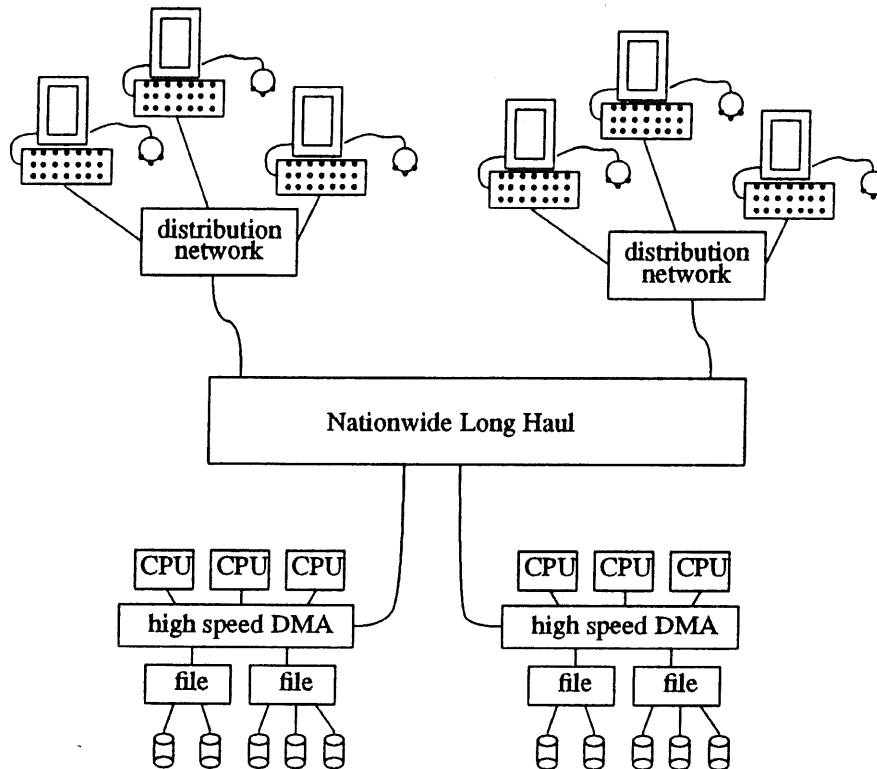 distribution
network
distribution
network
Nationwide Long Haul
CPU CPU CPU
high speed DMA
file file
CPU CPU CPU
high speed DMA
file file